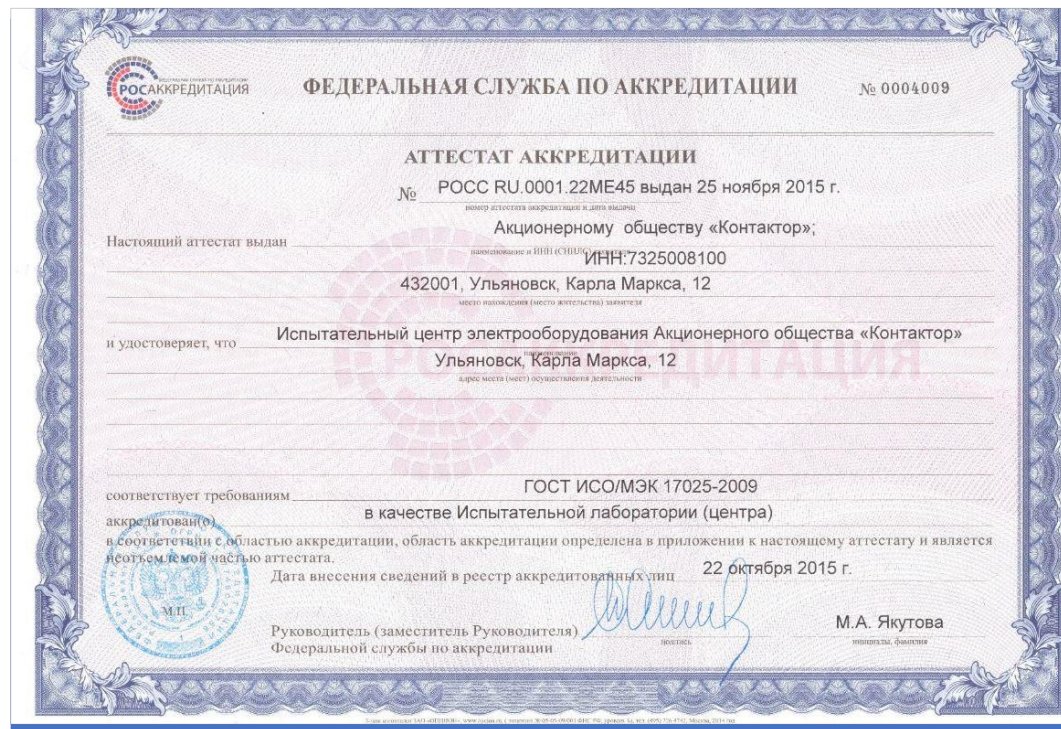 РОСАККРЕДИТАЦИЯ
ФЕДЕРАЛЬНАЯ СЛУЖБА ПО АККРЕДИТАЦИИ
№ 0004009
АТТЕСТАТ АККРЕДИТАЦИИ
№ РОСС RU.0001.22МЕ45 выдан 25 ноября 2015 г.
номер аттестата аккредитации и дата выдачи
Настоящий аттестат выдан Акционерному обществу «Контактор»;
наименование и ИНН (СНИЛС)
ИНН:7325008100
432001, Ульяновск, Карла Маркса, 12
место нахождения (место жительства) заявителя
и удостоверяет, что Испытательный центр электрооборудования Акционерного общества «Контактор»
наименование
Ульяновск, Карла Маркса, 12
адрес места (мест) осуществления деятельности
РОСАККРЕДИТАЦИЯ
соответствует требованиям ГОСТ ИСО/МЭК 17025-2009
аккредитован(о) в качестве Испытательной лаборатории (центра)
в соответствии с областью аккредитации, область аккредитации определена в приложении к настоящему аттестату и является
неотъемлемой частью аттестата.
Дата внесения сведений в реестр аккредитованных лиц 22 октября 2015 г.
М.П.
Руководитель (заместитель Руководителя)
Федеральной службы по аккредитации
подпись
М.А. Якутова
инициалы, фамилия